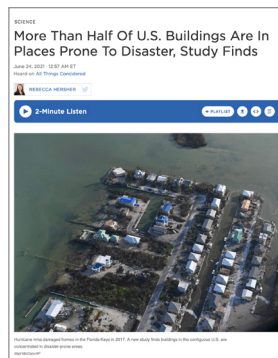 SCIENCE
More Than Half Of U.S. Buildings Are In
Places Prone To Disaster, Study Finds
June 24, 2021 · 12:57 AM ET
Heard on All Things Considered
REBECCA HERSHER
2-Minute Listen
+ PLAYLIST
Hurricane Irma damaged homes in the Florida Keys in 2017. A new study finds buildings in the contiguous U.S. are
concentrated in disaster-prone areas.